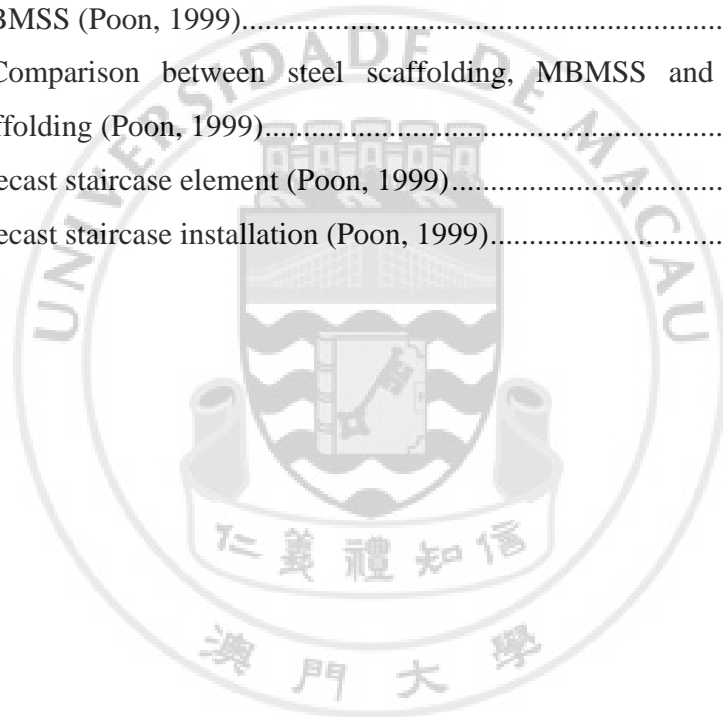 BMSS (Poon, 1999)......................................................................
Comparison between steel scaffolding, MBMSS and
ffolding (Poon, 1999)..................................................................
ecast staircase element (Poon, 1999).........................................
ecast staircase installation (Poon, 1999)...................................
UNIVERSIDADE DE MACAU
仁義禮知信
澳門大學